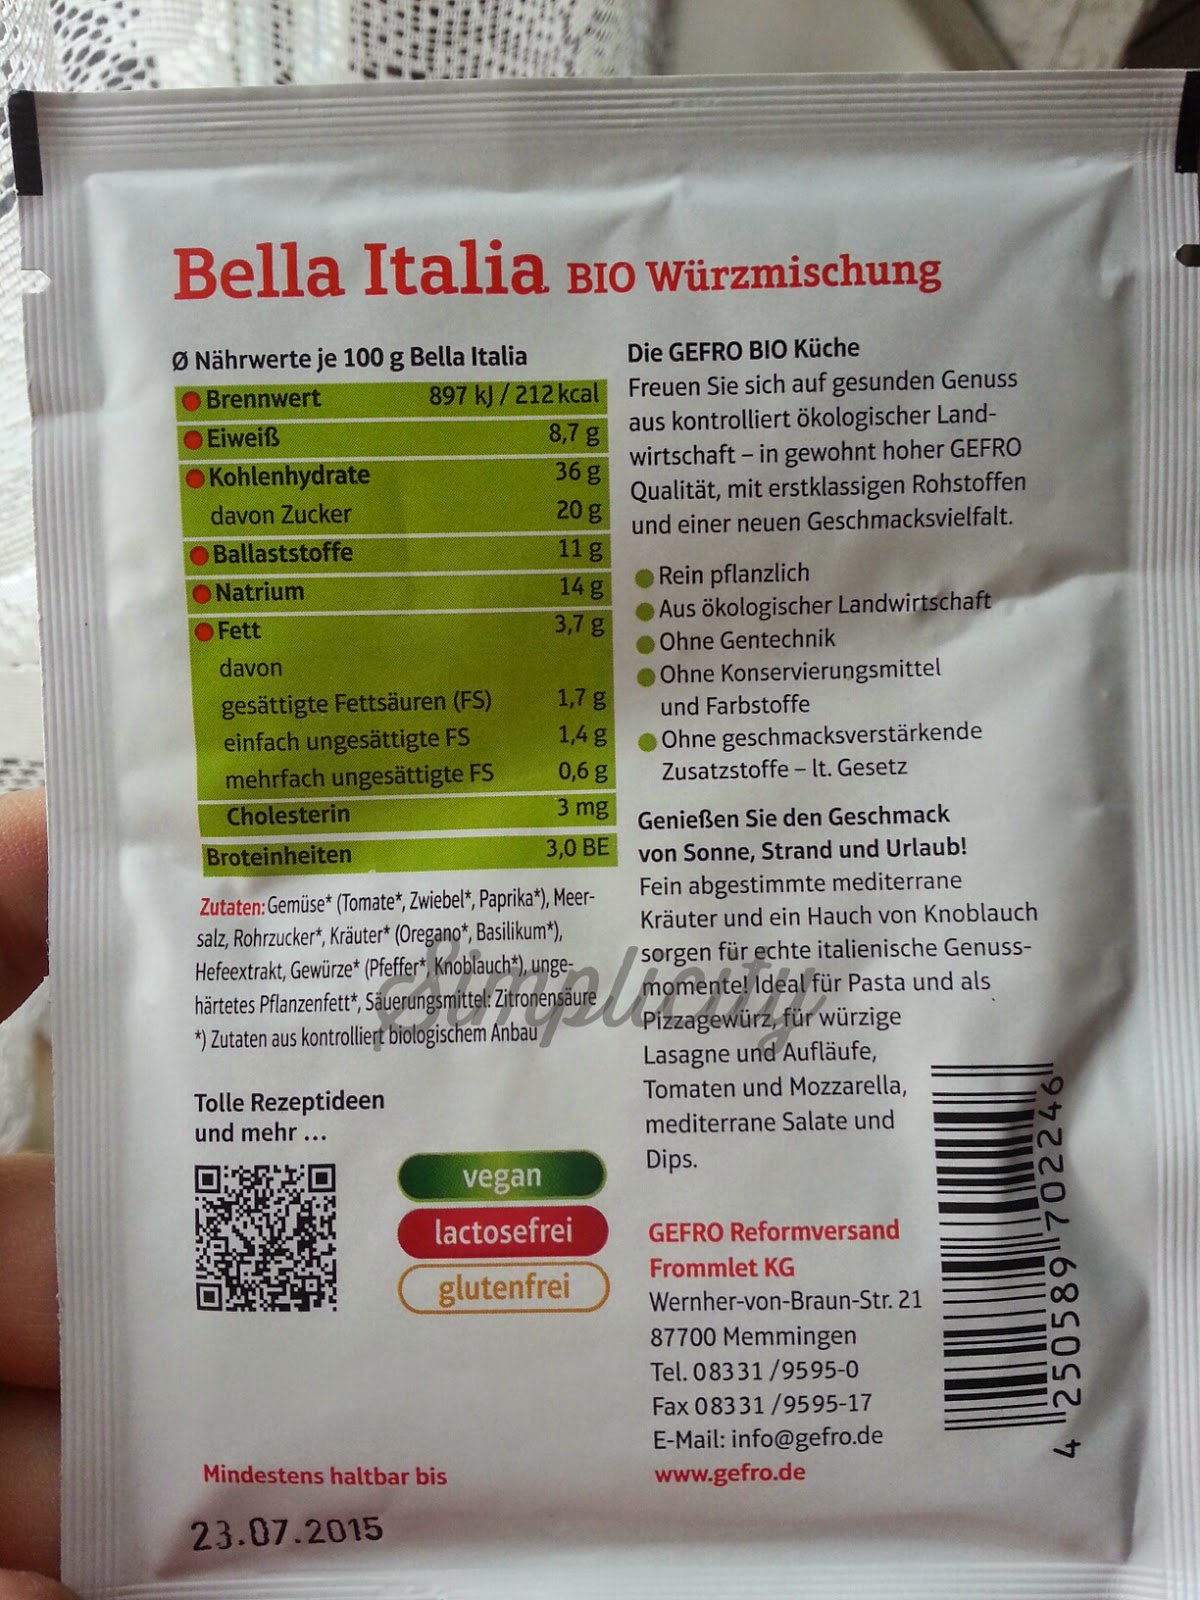 Bella Italia BIO Würzmischung
Ø Nährwerte je 100 g Bella Italia
Brennwert 897 kJ / 212 kcal
Eiweiß 8,7 g
Kohlenhydrate 36 g
davon Zucker 20 g
Ballaststoffe 11 g
Natrium 14 g
Fett 3,7 g
davon
gesättigte Fettsäuren (FS) 1,7 g
einfach ungesättigte FS 1,4 g
mehrfach ungesättigte FS 0,6 g
Cholesterin 3 mg
Broteinheiten 3,0 BE
Zutaten: Gemüse* (Tomate*, Zwiebel*, Paprika*), Meer-
salz, Rohrzucker*, Kräuter* (Oregano*, Basilikum*),
Hefeextrakt, Gewürze* (Pfeffer*, Knoblauch*), unge-
härtetes Pflanzenfett*, Säuerungsmittel: Zitronensäure
*) Zutaten aus kontrolliert biologischem Anbau
Tolle Rezeptideen
und mehr ...
vegan
lactosefrei
glutenfrei
Mindestens haltbar bis
23.07.2015
Die GEFRO BIO Küche
Freuen Sie sich auf gesunden Genuss
aus kontrolliert ökologischer Land-
wirtschaft – in gewohnt hoher GEFRO
Qualität, mit erstklassigen Rohstoffen
und einer neuen Geschmacksvielfalt.
Rein pflanzlich
Aus ökologischer Landwirtschaft
Ohne Gentechnik
Ohne Konservierungsmittel
und Farbstoffe
Ohne geschmacksverstärkende
Zusatzstoffe – lt. Gesetz
Genießen Sie den Geschmack
von Sonne, Strand und Urlaub!
Fein abgestimmte mediterrane
Kräuter und ein Hauch von Knoblauch
sorgen für echte italienische Genuss-
momente! Ideal für Pasta und als
Pizzagewürz, für würzige
Lasagne und Aufläufe,
Tomaten und Mozzarella,
mediterrane Salate und
Dips.
GEFRO Reformversand
Frommlet KG
Wernher-von-Braun-Str. 21
87700 Memmingen
Tel. 08331 /9595-0
Fax 08331 /9595-17
E-Mail: info@gefro.de
www.gefro.de
4 250589 702246
Simplicity